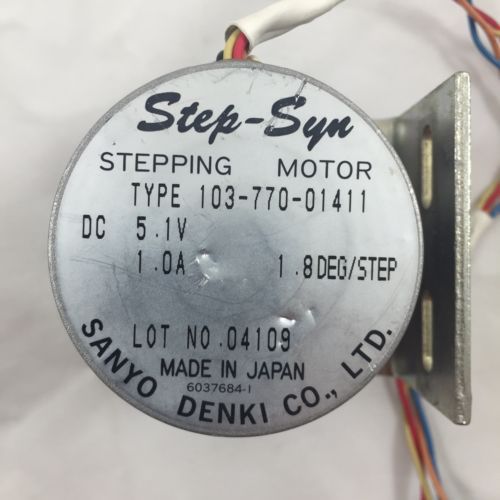 Step-Syn
STEPPING MOTOR
TYPE 103-770-01411
DC 5.1V
1.0A 1.8DEG/STEP
LOT NO.04109
MADE IN JAPAN
6037684-1
SANYO DENKI CO., LTD.